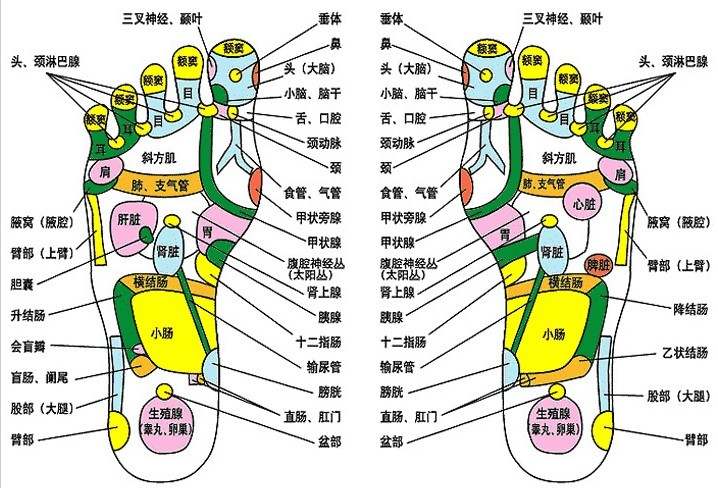 三叉神经、颞叶
垂体
鼻
头（大脑）
小脑、脑干
舌、口腔
颈动脉
颈
食管、气管
甲状旁腺
甲状腺
腹腔神经丛
(太阳丛)
肾上腺
胰腺
十二指肠
输尿管
膀胱
直肠、肛门
盆部
头、颈淋巴腺
腋窝（腋腔）
臂部（上臂）
胆囊
升结肠
会盲瓣
盲肠、阑尾
股部（大腿）
臂部
额窦
额窦
额窦
额窦
额窦
目
耳
耳
斜方肌
肩
肺、支气管
肝脏
胃
肾脏
横结肠
小肠
生殖腺
(睾丸、卵巢)
三叉神经、颞叶
垂体
鼻
头（大脑）
小脑、脑干
舌、口腔
颈动脉
颈
食管、气管
甲状旁腺
甲状腺
腹腔神经丛
(太阳丛)
肾上腺
胰腺
十二指肠
输尿管
膀胱
直肠、肛门
盆部
头、颈淋巴腺
腋窝（腋腔）
臂部（上臂）
降结肠
乙状结肠
股部（大腿）
臂部
额窦
额窦
额窦
额窦
额窦
目
耳
耳
斜方肌
肩
肺、支气管
心脏
胃
肾脏
脾脏
横结肠
小肠
生殖腺
(睾丸、卵巢)